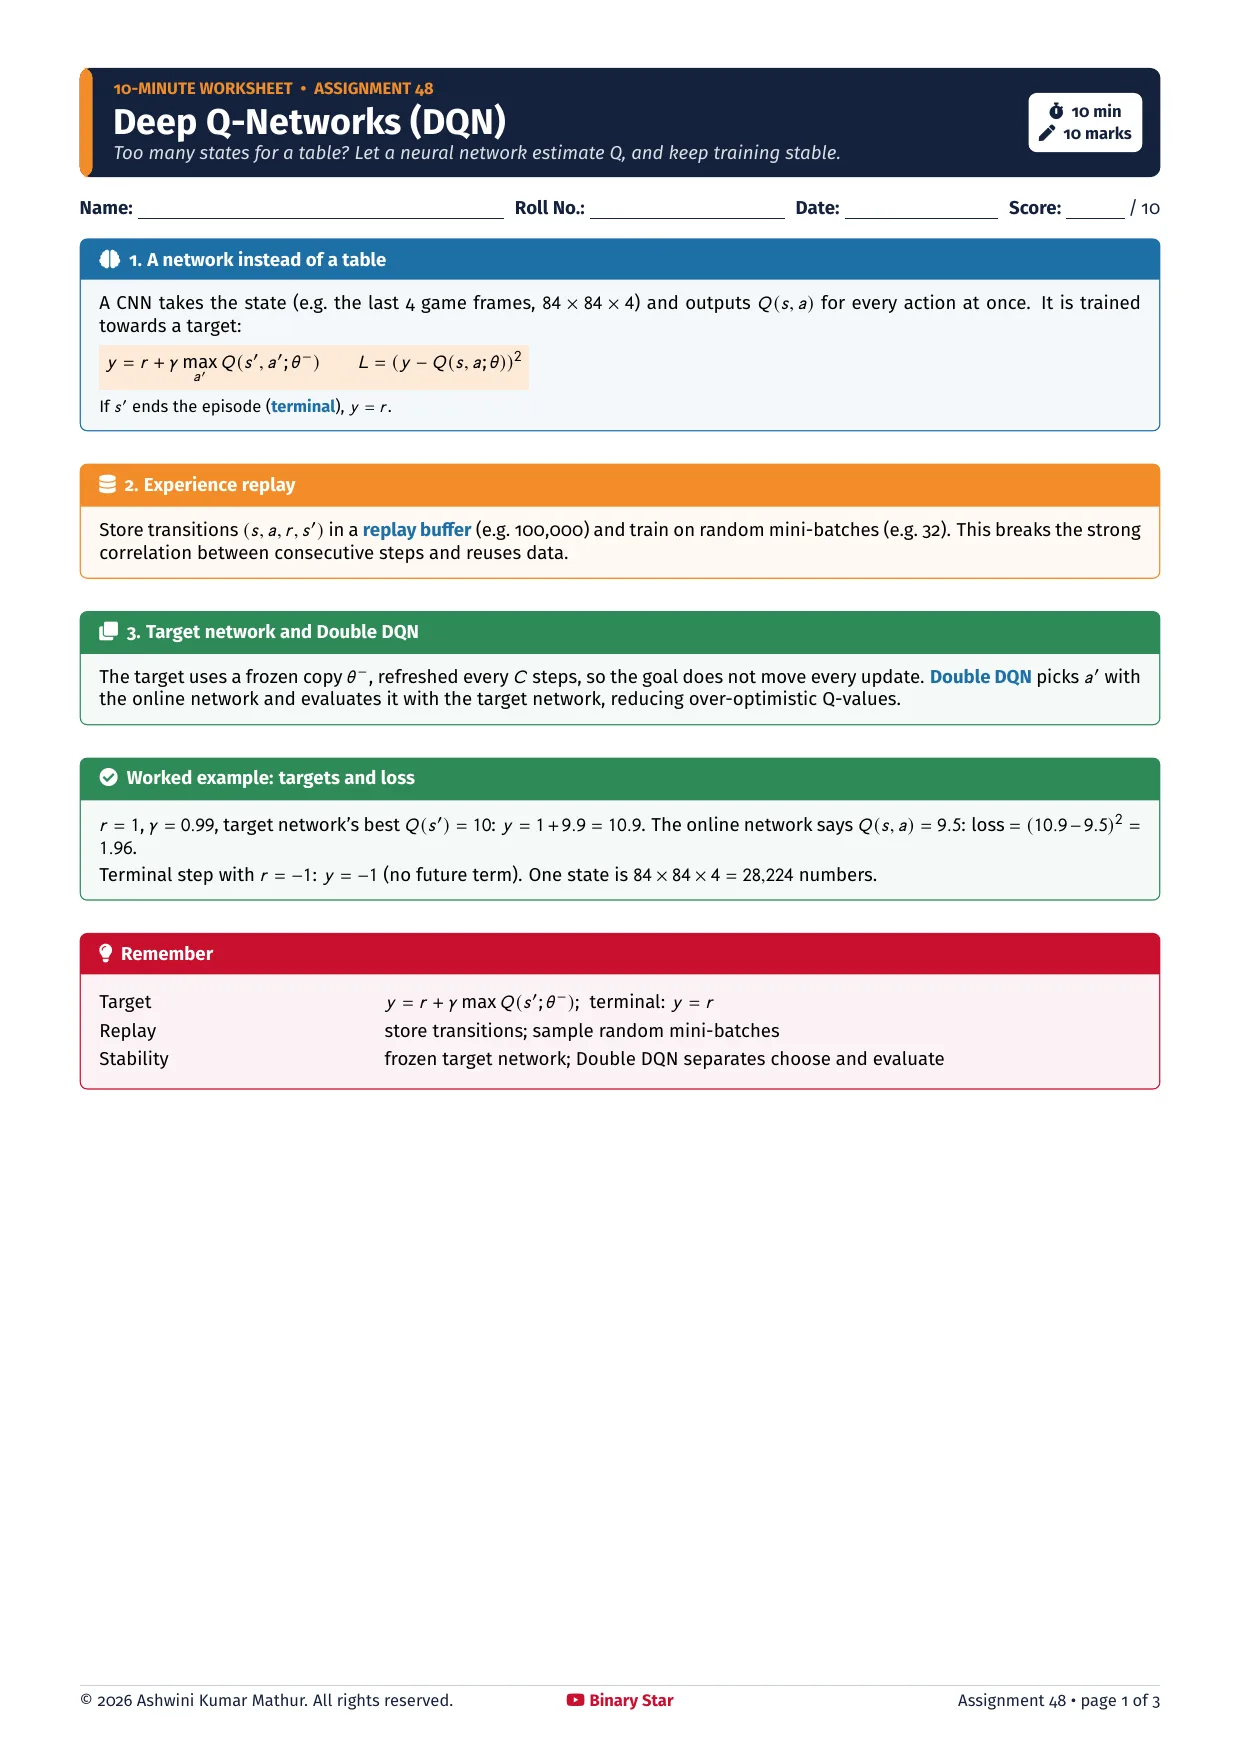 10-MINUTE WORKSHEET • ASSIGNMENT 48
Deep Q-Networks (DQN)
Too many states for a table? Let a neural network estimate Q, and keep training stable.
10 min
10 marks
Name: Roll No.: Date: Score: / 10
1. A network instead of a table
A CNN takes the state (e.g. the last 4 game frames, 84 × 84 × 4) and outputs Q(s, a) for every action at once. It is trained
towards a target:
y = r + γ max Q(s′, a′; θ⁻) L = (y − Q(s, a; θ))²
a′
If s′ ends the episode (terminal), y = r.
2. Experience replay
Store transitions (s, a, r, s′) in a replay buffer (e.g. 100,000) and train on random mini-batches (e.g. 32). This breaks the strong
correlation between consecutive steps and reuses data.
3. Target network and Double DQN
The target uses a frozen copy θ⁻, refreshed every C steps, so the goal does not move every update. Double DQN picks a′ with
the online network and evaluates it with the target network, reducing over-optimistic Q-values.
Worked example: targets and loss
r = 1, γ = 0.99, target network’s best Q(s′) = 10: y = 1 + 9.9 = 10.9. The online network says Q(s, a) = 9.5: loss = (10.9 − 9.5)² =
1.96.
Terminal step with r = −1: y = −1 (no future term). One state is 84 × 84 × 4 = 28,224 numbers.
Remember
Target y = r + γ max Q(s′; θ⁻); terminal: y = r
Replay store transitions; sample random mini-batches
Stability frozen target network; Double DQN separates choose and evaluate
© 2026 Ashwini Kumar Mathur. All rights reserved. Binary Star Assignment 48 • page 1 of 3